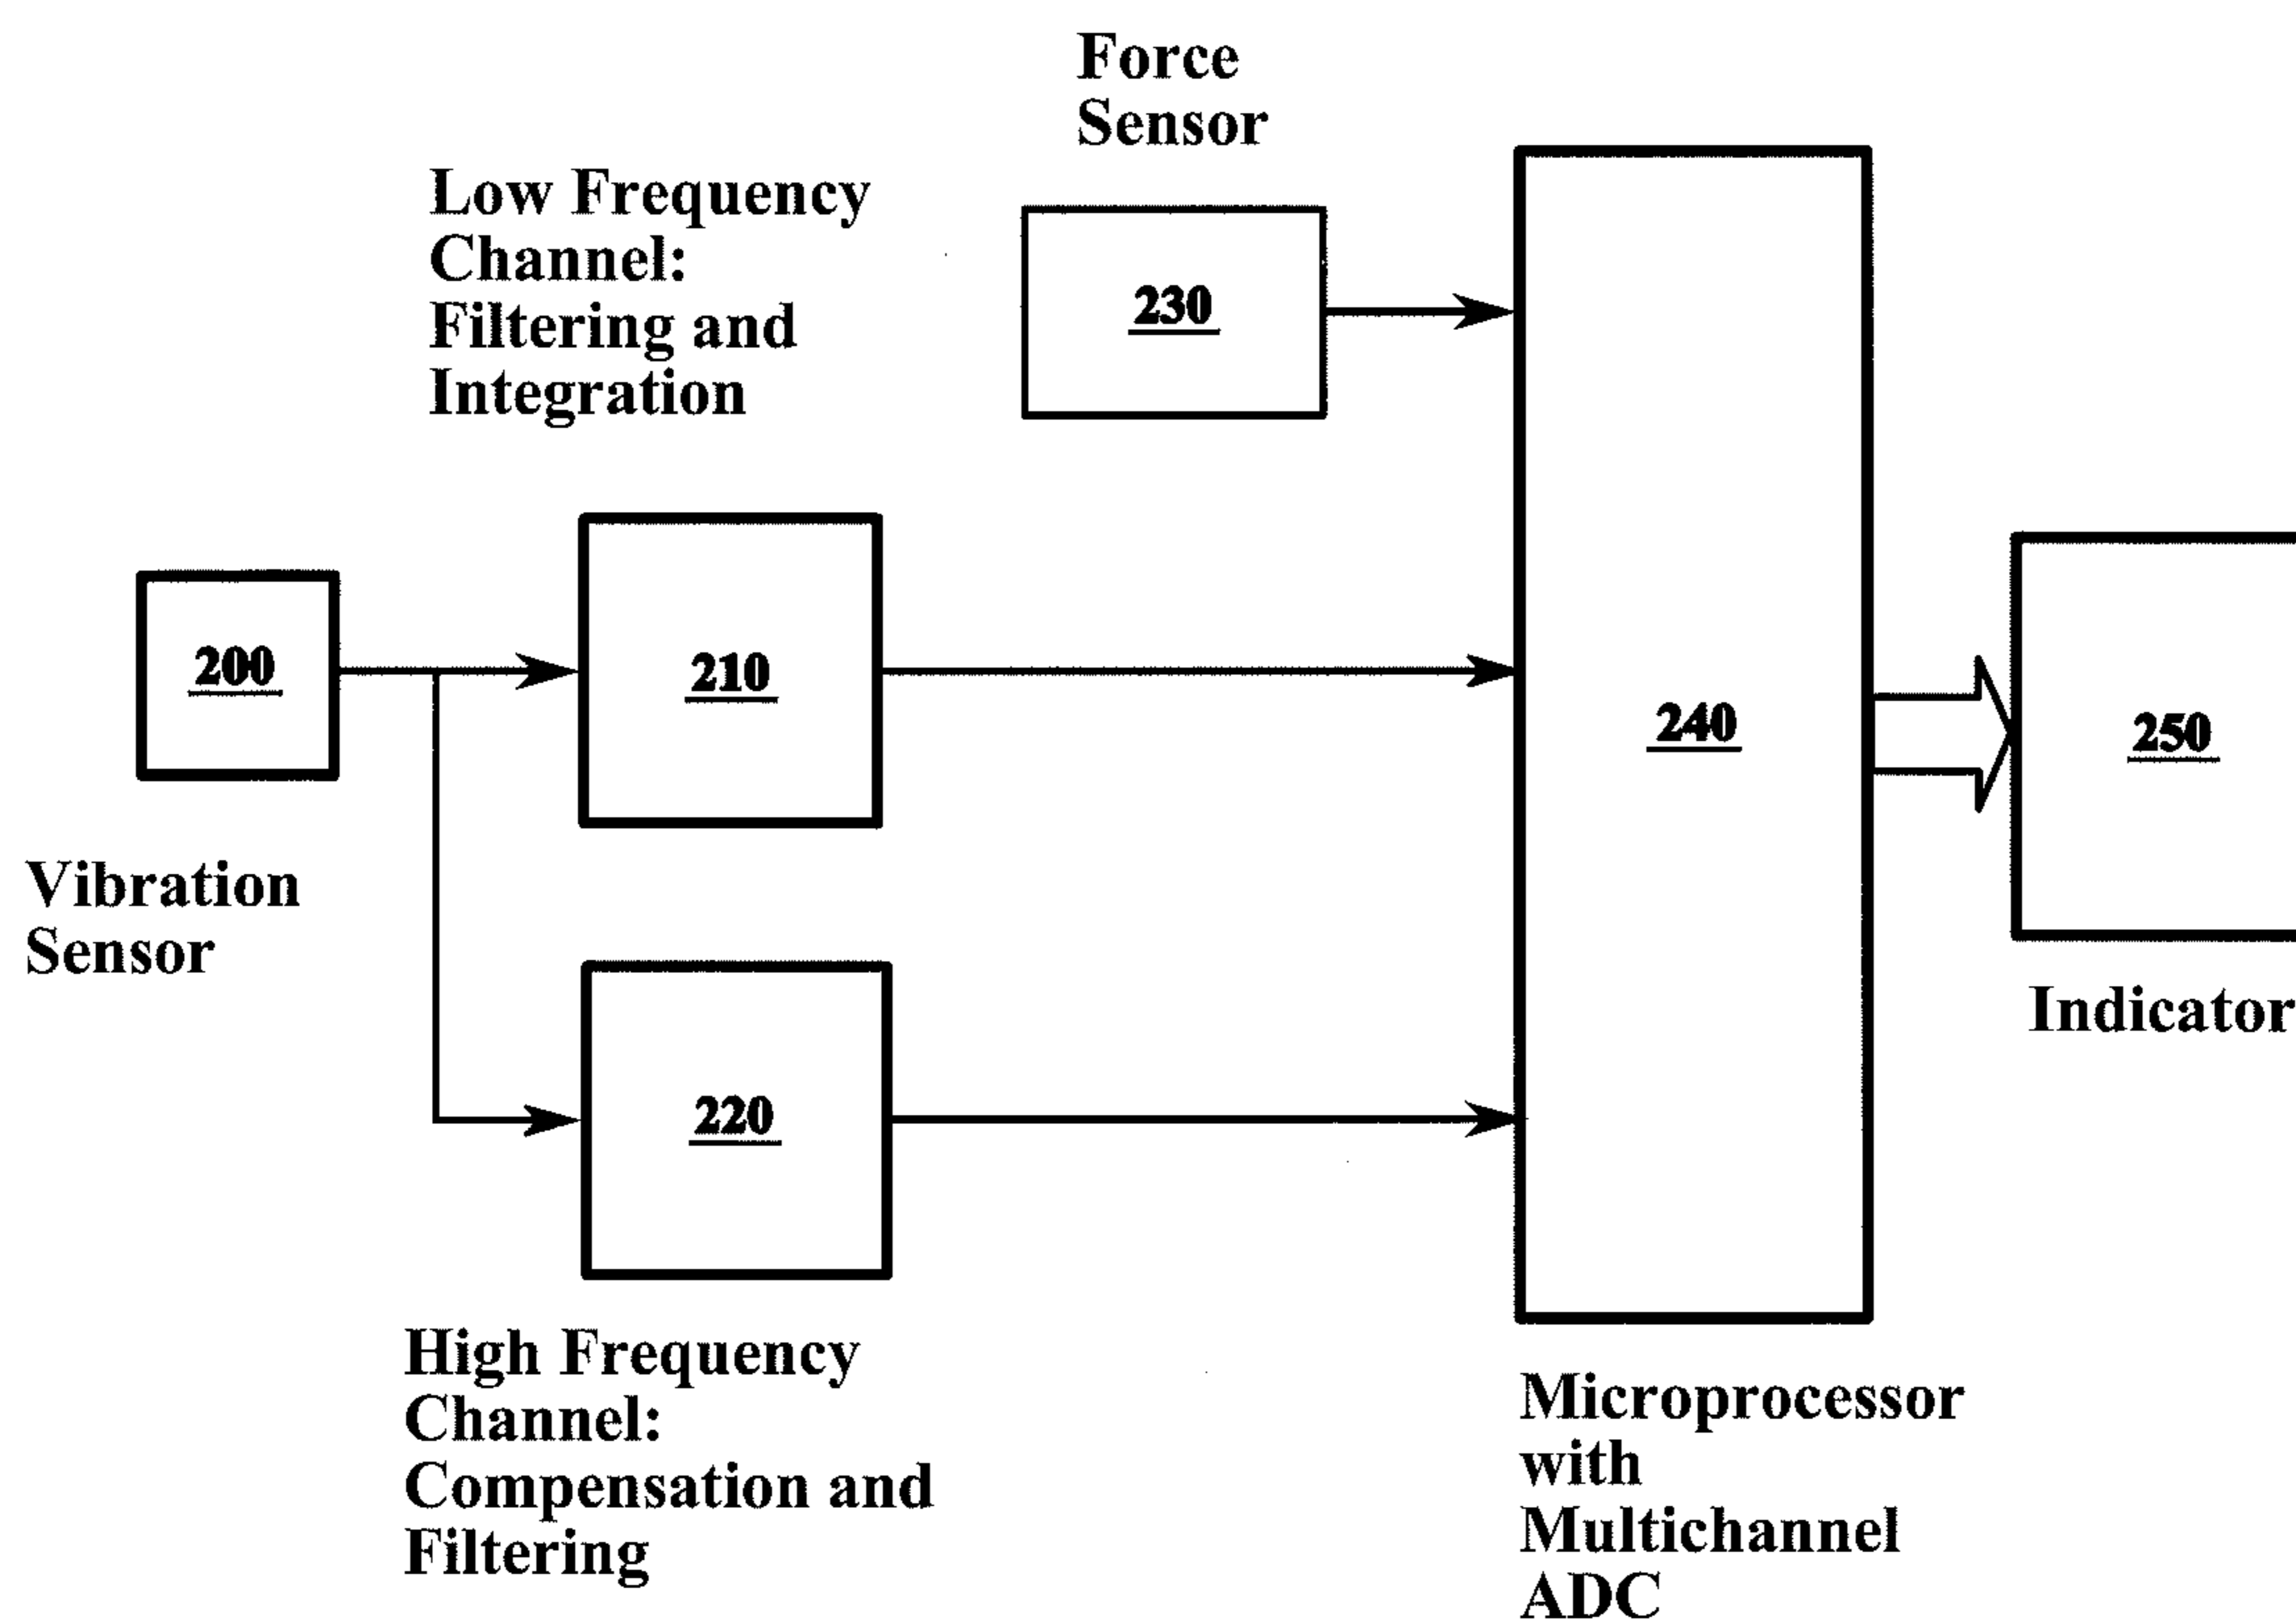 Force
Sensor
Low Frequency
Channel:
Filtering and
Integration
230
200
210
240
250
Vibration
Sensor
220
Indicator
High Frequency
Channel:
Compensation and
Filtering
Microprocessor
with
Multichannel
ADC